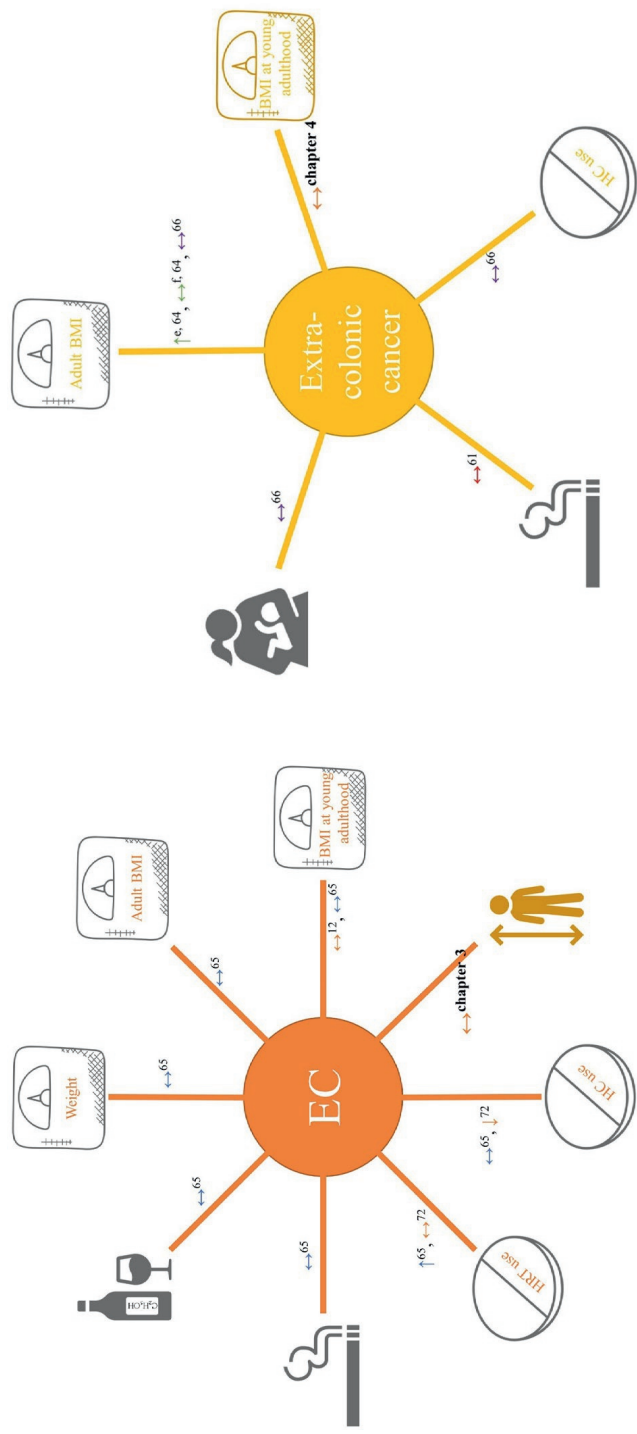 Adult BMI
↑e, 64, ↔f, 64, ↔66
BMI at young
adulthood
↔chapter 4
↔66
Extra-
colonic
cancer
↔66
HC use
↔61
Weight
↔65
Adult BMI
↔65
C₂H₅OH
↔65
BMI at young
adulthood
↔12, ↔65
EC
↔65
↔chapter 3
↑65, ↔72
HRT use
↔65, ↓72
HC use